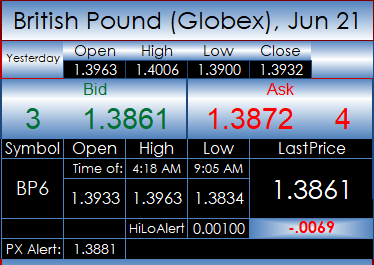 British Pound (Globex), Jun 21
Yesterday Open High Low Close
1.3963 1.4006 1.3900 1.3932
Bid Ask
3 1.3861 1.3872 4
Symbol Open High Low LastPrice
Time of: 4:18 AM 9:05 AM
BP6 1.3933 1.3963 1.3834 1.3861
HiLoAlert 0.00100 -.0069
PX Alert: 1.3881